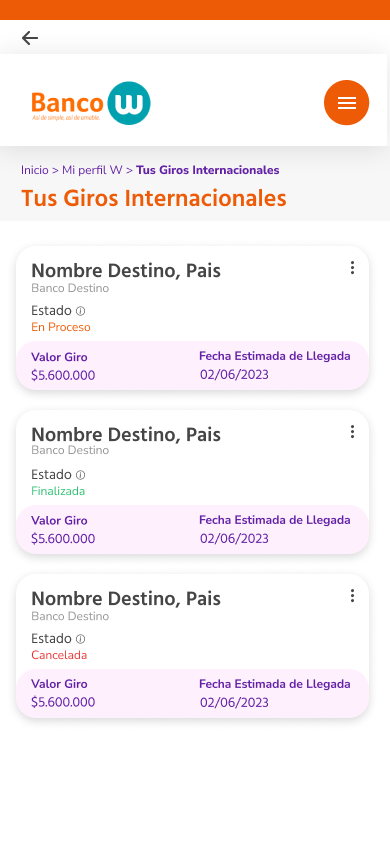 Banco W
Así de simple, así de amable.
Inicio > Mi perfil W > Tus Giros Internacionales
Tus Giros Internacionales
Nombre Destino, Pais
Banco Destino
Estado
En Proceso
Valor Giro Fecha Estimada de Llegada
$5.600.000 02/06/2023
Nombre Destino, Pais
Banco Destino
Estado
Finalizada
Valor Giro Fecha Estimada de Llegada
$5.600.000 02/06/2023
Nombre Destino, Pais
Banco Destino
Estado
Cancelada
Valor Giro Fecha Estimada de Llegada
$5.600.000 02/06/2023